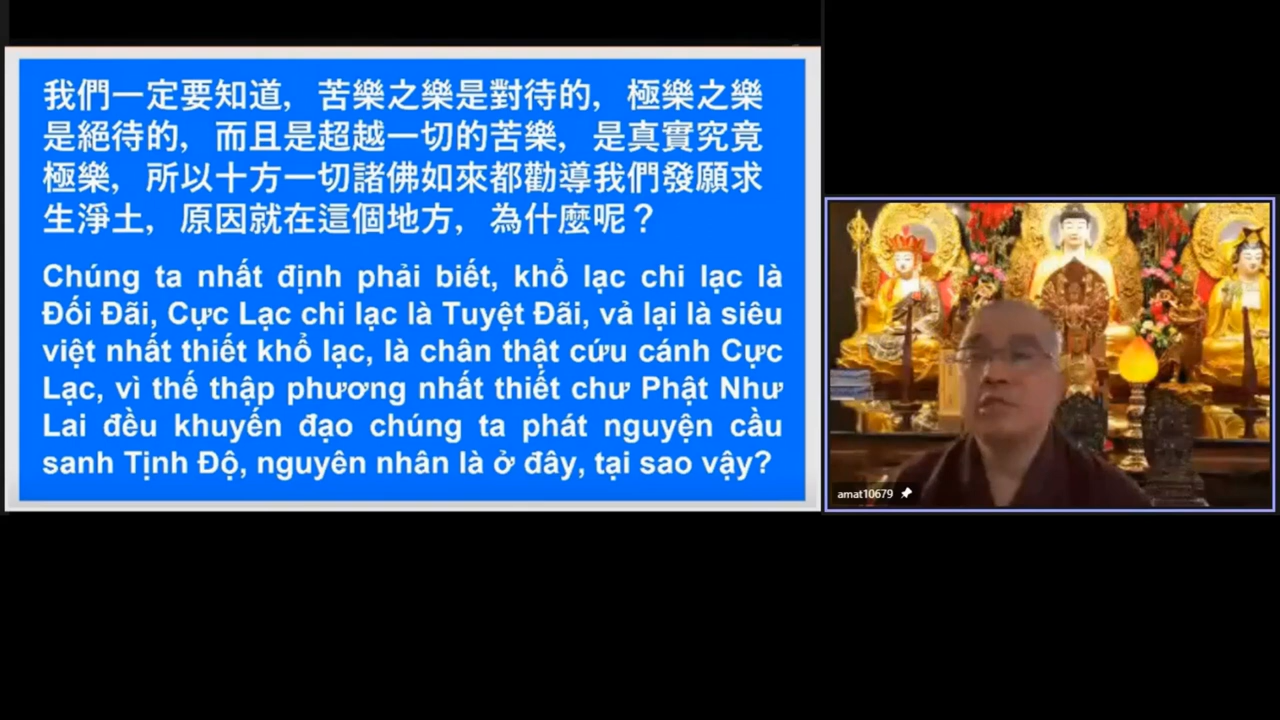 我們一定要知道，苦樂之樂是對待的，極樂之樂
是絕待的，而且是超越一切的苦樂，是真實究竟
極樂，所以十方一切諸佛如來都勸導我們發願求
生淨土，原因就在這個地方，為什麼呢？
Chúng ta nhất định phải biết, khổ lạc chi lạc là
Đối Đãi, Cực Lạc chi lạc là Tuyệt Đãi, vả lại là siêu
việt nhất thiết khổ lạc, là chân thật cứu cánh Cực
Lạc, vì thế thập phương nhất thiết chư Phật Như
Lai đều khuyến đạo chúng ta phát nguyện cầu
sanh Tịnh Độ, nguyên nhân là ở đây, tại sao vậy?
amat10679